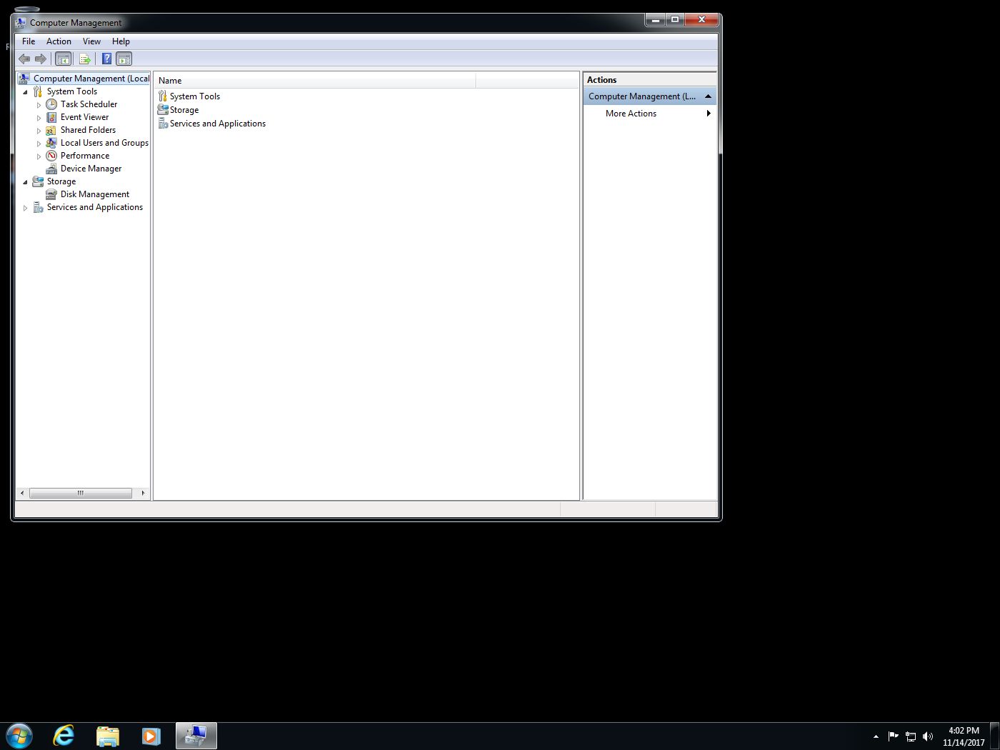 Computer Management
File Action View Help
Computer Management (Local
System Tools
Task Scheduler
Event Viewer
Shared Folders
Local Users and Groups
Performance
Device Manager
Storage
Disk Management
Services and Applications
Name
System Tools
Storage
Services and Applications
Actions
Computer Management (L...
More Actions
R
4:02 PM
11/14/2017